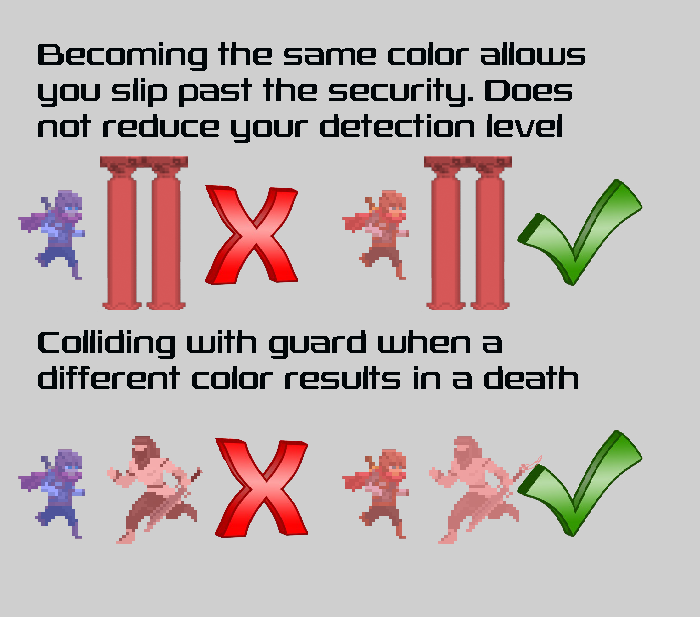 Becoming the same color allows
you slip past the security. Does
not reduce your detection level
Colliding with guard when a
different color results in a death